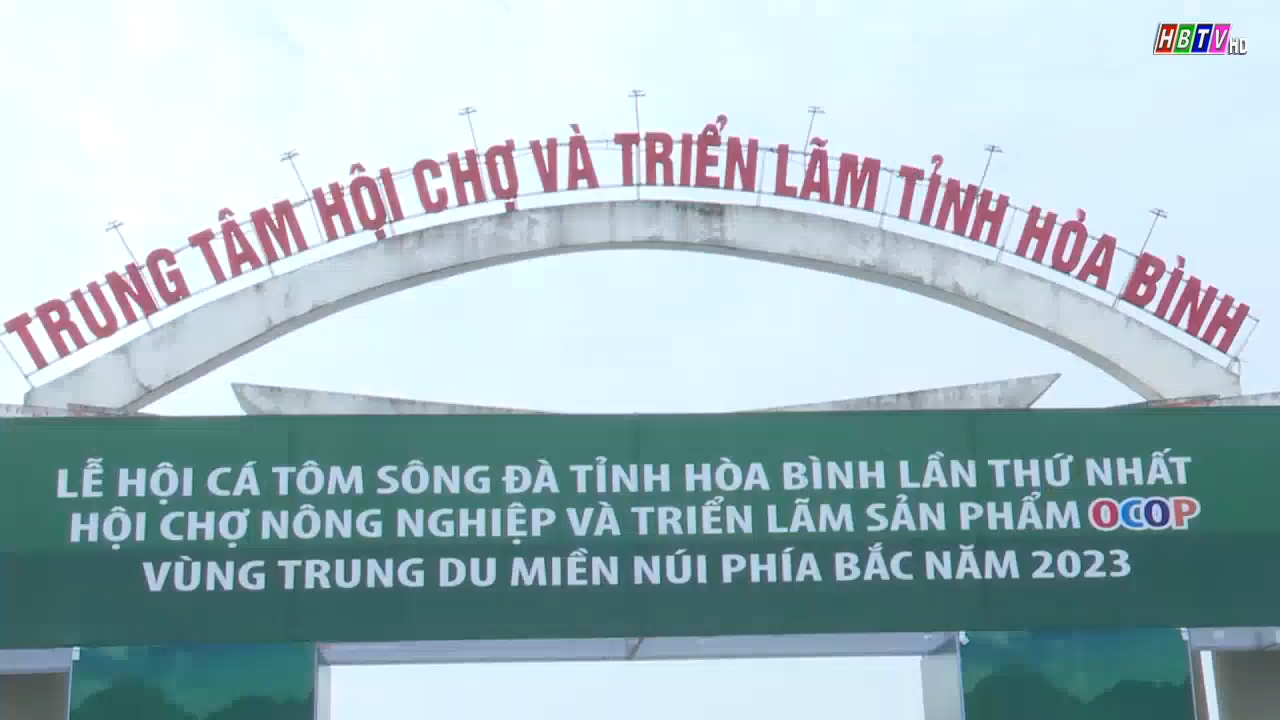 HBTV HD
TRUNG TÂM HỘI CHỢ VÀ TRIỂN LÃM TỈNH HÒA BÌNH
LỄ HỘI CÁ TÔM SÔNG ĐÀ TỈNH HÒA BÌNH LẦN THỨ NHẤT
HỘI CHỢ NÔNG NGHIỆP VÀ TRIỂN LÃM SẢN PHẨM OCOP
VÙNG TRUNG DU MIỀN NÚI PHÍA BẮC NĂM 2023